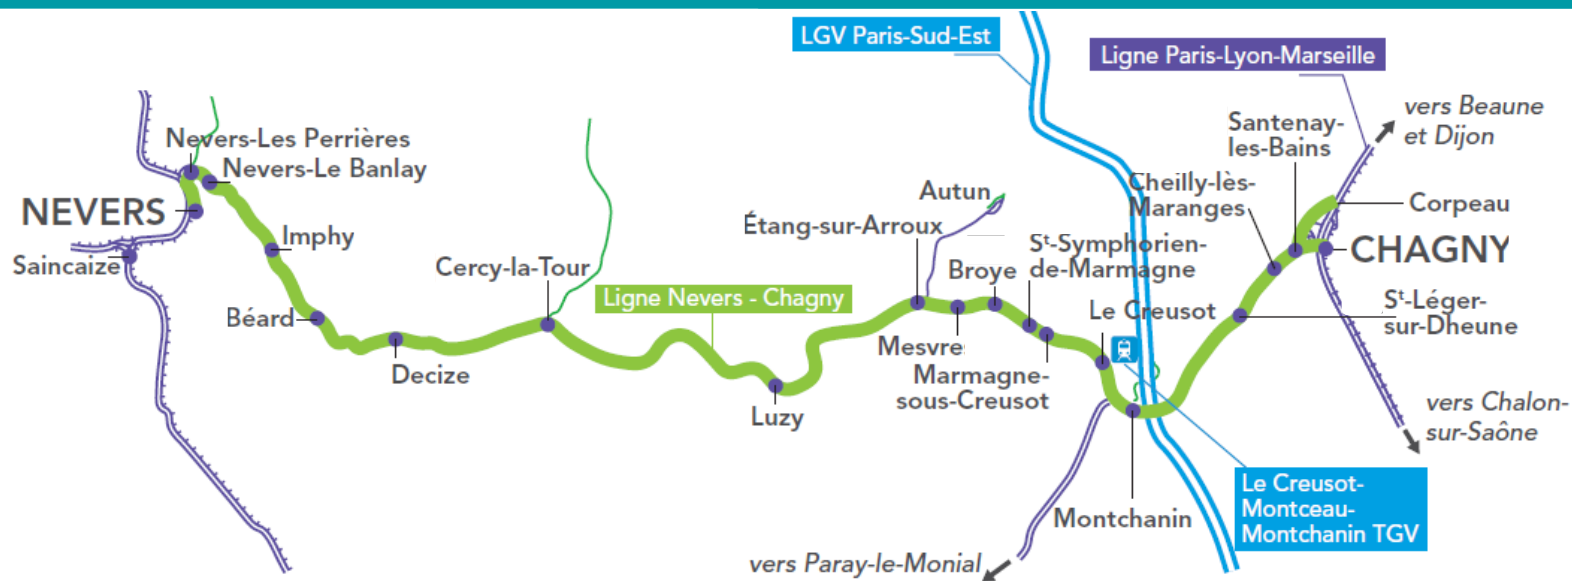 LGV Paris-Sud-Est
Ligne Paris-Lyon-Marseille
vers Beaune
et Dijon
Santenay-
les-Bains
Nevers-Les Perrières
Nevers-Le Banlay
NEVERS
Imphy
Saincaize
Béard
Decize
Cercy-la-Tour
Ligne Nevers - Chagny
Luzy
Étang-sur-Arroux
Autun
Mesvre
Broye
St-Symphorien-
de-Marmagne
Marmagne-
sous-Creusot
Le Creusot
Montchanin
Cheilly-lès-
Maranges
Corpeau
CHAGNY
St-Léger-
sur-Dheune
vers Chalon-
sur-Saône
Le Creusot-
Montceau-
Montchanin TGV
vers Paray-le-Monial